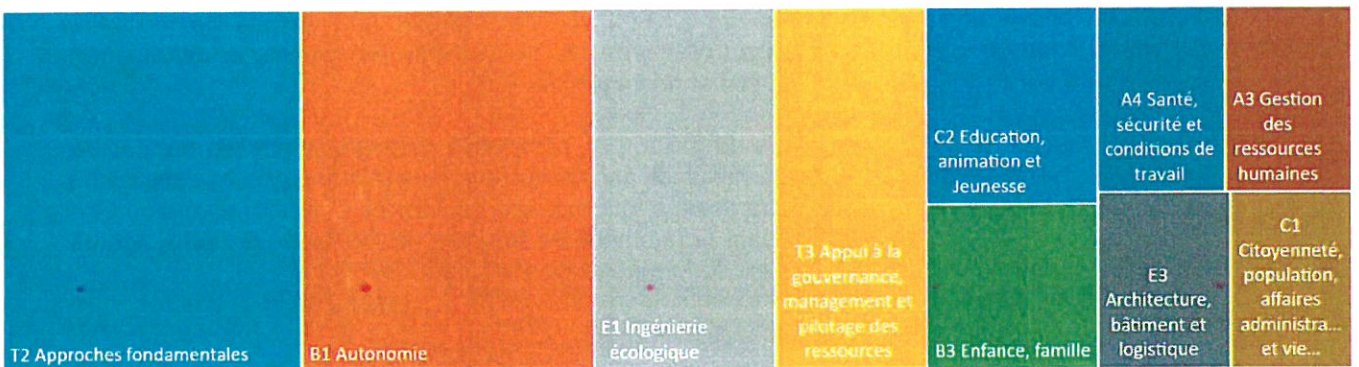 T2 Approches fondamentales
B1 Autonomie
E1 Ingénierie
écologique
T3 Appui à la
gouvernance,
management et
pilotage des
ressources
C2 Education,
animation et
Jeunesse
B3 Enfance, famille
A4 Santé,
sécurité et
conditions de
travail
A3 Gestion
des
ressources
humaines
E3
Architecture,
bâtiment et
logistique
C1
Citoyenneté,
population,
affaires
administra...
et vie...